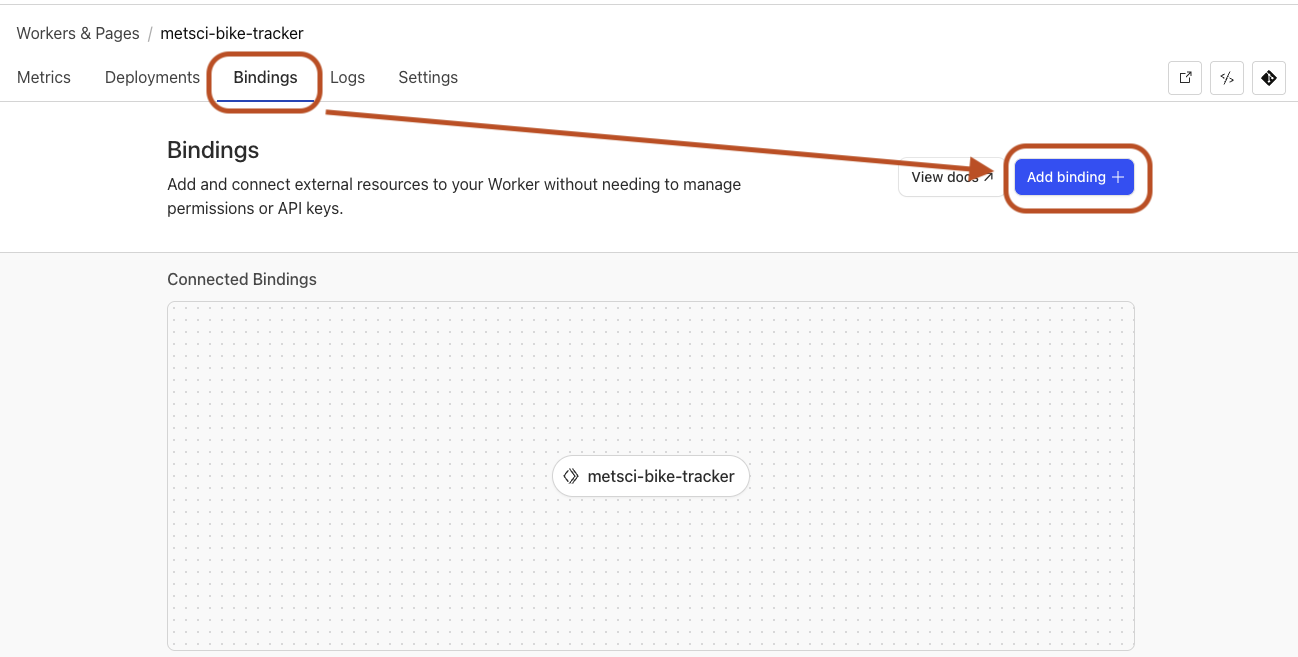 Workers & Pages / metsci-bike-tracker
Metrics Deployments Bindings Logs Settings
Bindings
Add and connect external resources to your Worker without needing to manage
permissions or API keys.
View docs
Add binding
Connected Bindings
metsci-bike-tracker